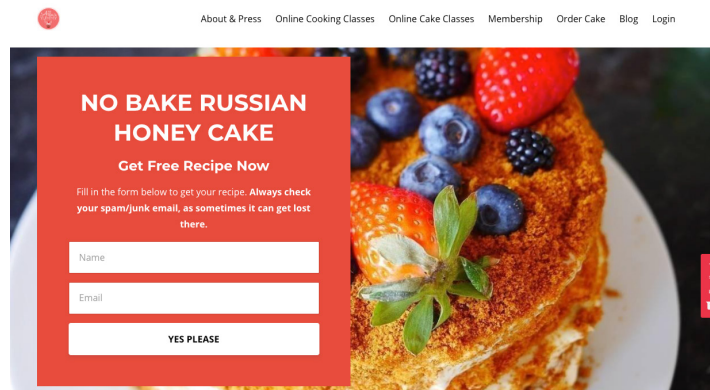 About & Press Online Cooking Classes Online Cake Classes Membership Order Cake Blog Login
NO BAKE RUSSIAN
HONEY CAKE
Get Free Recipe Now
Fill in the form below to get your recipe. Always check
your spam/junk email, as sometimes it can get lost
there.
Name
Email
YES PLEASE